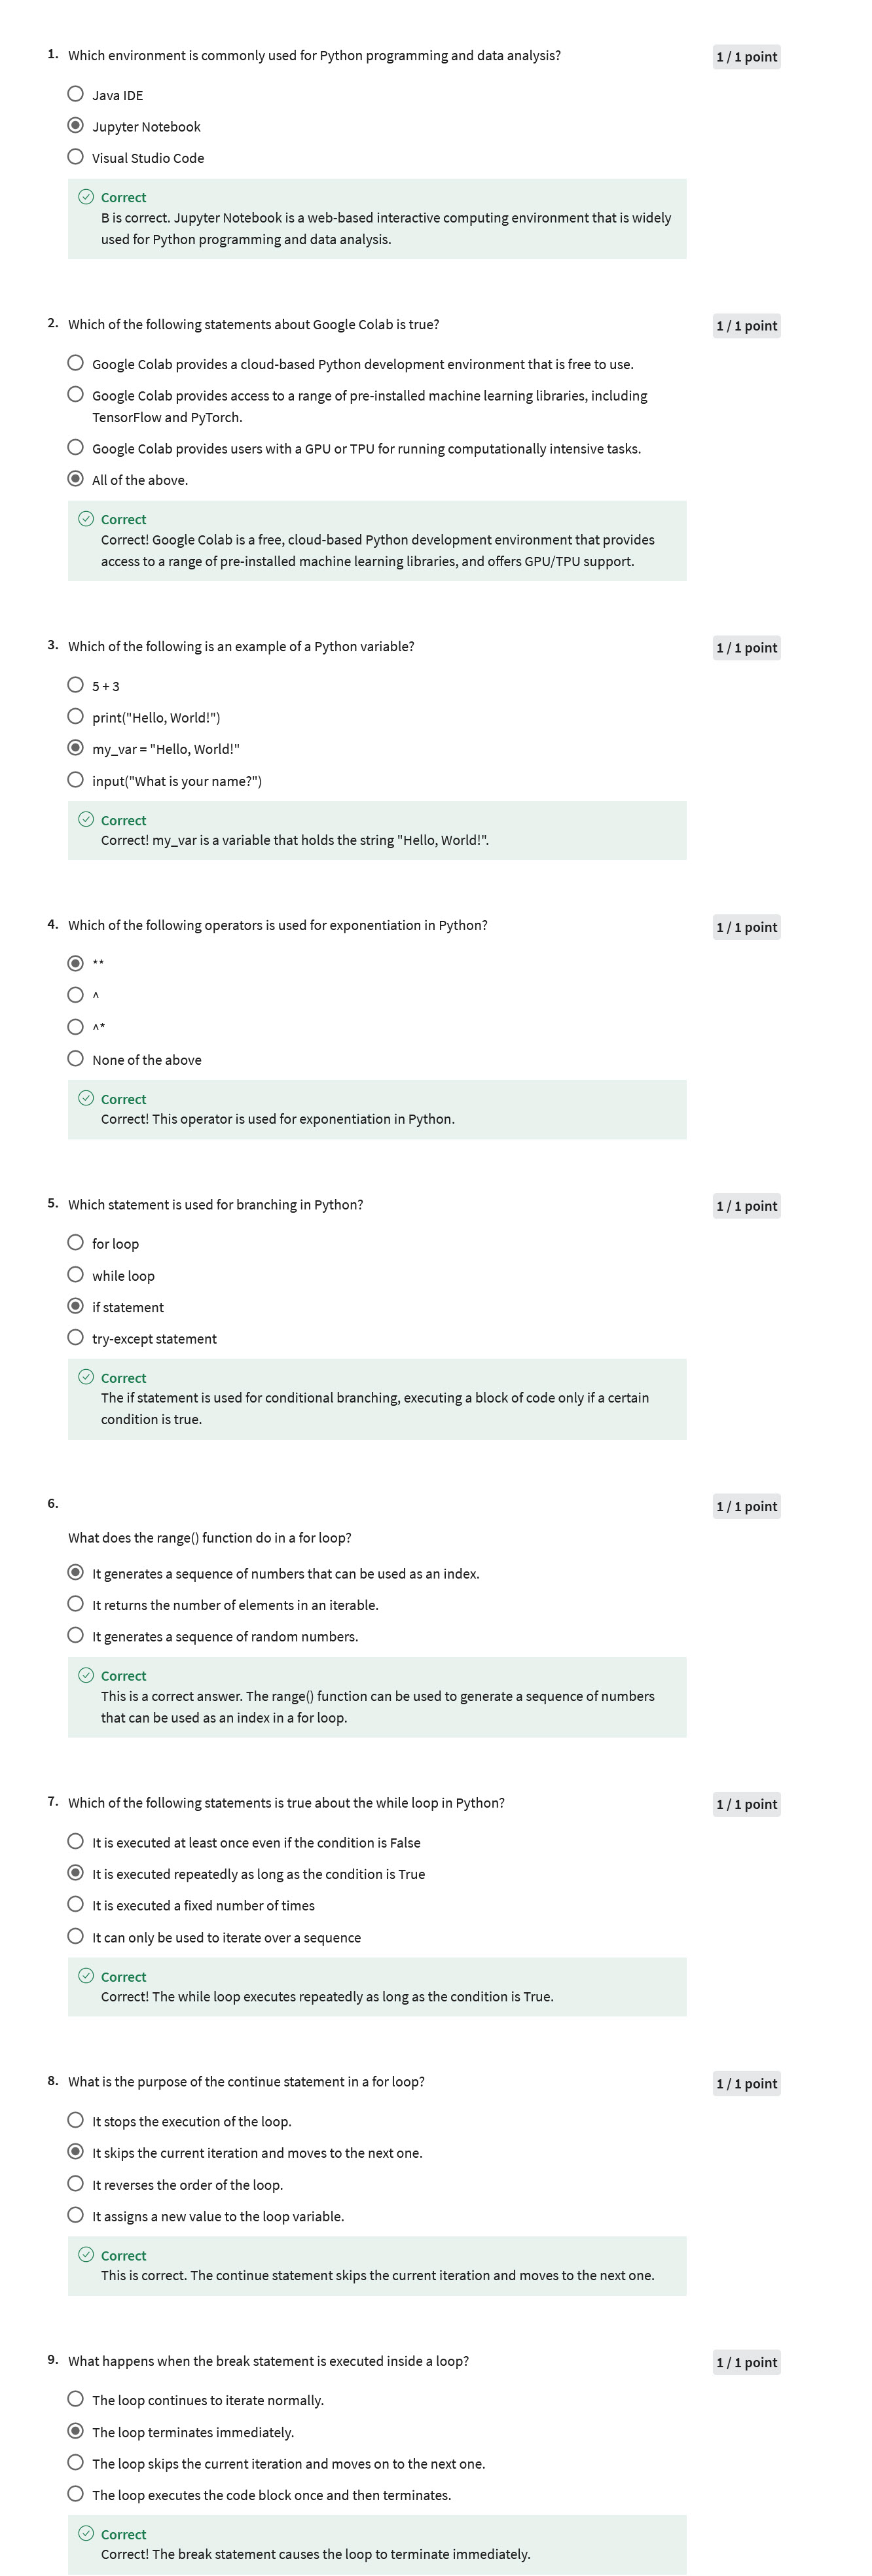 1. Which environment is commonly used for Python programming and data analysis? 1 / 1 point
Java IDE
Jupyter Notebook
Visual Studio Code
Correct
B is correct. Jupyter Notebook is a web-based interactive computing environment that is widely
used for Python programming and data analysis.
2. Which of the following statements about Google Colab is true? 1 / 1 point
Google Colab provides a cloud-based Python development environment that is free to use.
Google Colab provides access to a range of pre-installed machine learning libraries, including
TensorFlow and PyTorch.
Google Colab provides users with a GPU or TPU for running computationally intensive tasks.
All of the above.
Correct
Correct! Google Colab is a free, cloud-based Python development environment that provides
access to a range of pre-installed machine learning libraries, and offers GPU/TPU support.
3. Which of the following is an example of a Python variable? 1 / 1 point
5 + 3
print("Hello, World!")
my_var = "Hello, World!"
input("What is your name?")
Correct
Correct! my_var is a variable that holds the string "Hello, World!".
4. Which of the following operators is used for exponentiation in Python? 1 / 1 point
**
^
^*
None of the above
Correct
Correct! This operator is used for exponentiation in Python.
5. Which statement is used for branching in Python? 1 / 1 point
for loop
while loop
if statement
try-except statement
Correct
The if statement is used for conditional branching, executing a block of code only if a certain
condition is true.
6. 1 / 1 point
What does the range() function do in a for loop?
It generates a sequence of numbers that can be used as an index.
It returns the number of elements in an iterable.
It generates a sequence of random numbers.
Correct
This is a correct answer. The range() function can be used to generate a sequence of numbers
that can be used as an index in a for loop.
7. Which of the following statements is true about the while loop in Python? 1 / 1 point
It is executed at least once even if the condition is False
It is executed repeatedly as long as the condition is True
It is executed a fixed number of times
It can only be used to iterate over a sequence
Correct
Correct! The while loop executes repeatedly as long as the condition is True.
8. What is the purpose of the continue statement in a for loop? 1 / 1 point
It stops the execution of the loop.
It skips the current iteration and moves to the next one.
It reverses the order of the loop.
It assigns a new value to the loop variable.
Correct
This is correct. The continue statement skips the current iteration and moves to the next one.
9. What happens when the break statement is executed inside a loop? 1 / 1 point
The loop continues to iterate normally.
The loop terminates immediately.
The loop skips the current iteration and moves on to the next one.
The loop executes the code block once and then terminates.
Correct
Correct! The break statement causes the loop to terminate immediately.